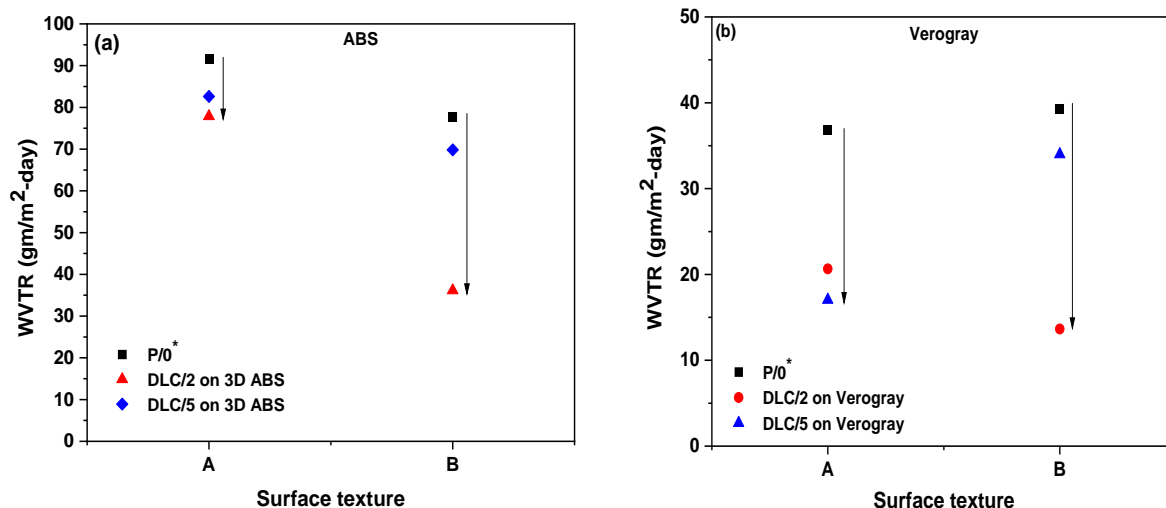 (a)
ABS
100
90
80
70
60
50
40
30
20
10
0
WVTR (gm/m²-day)
P/0*
DLC/2 on 3D ABS
DLC/5 on 3D ABS
A
B
Surface texture
(b)
Verogray
50
40
30
20
10
0
WVTR (gm/m²-day)
P/0*
DLC/2 on Verogray
DLC/5 on Verogray
A
B
Surface texture